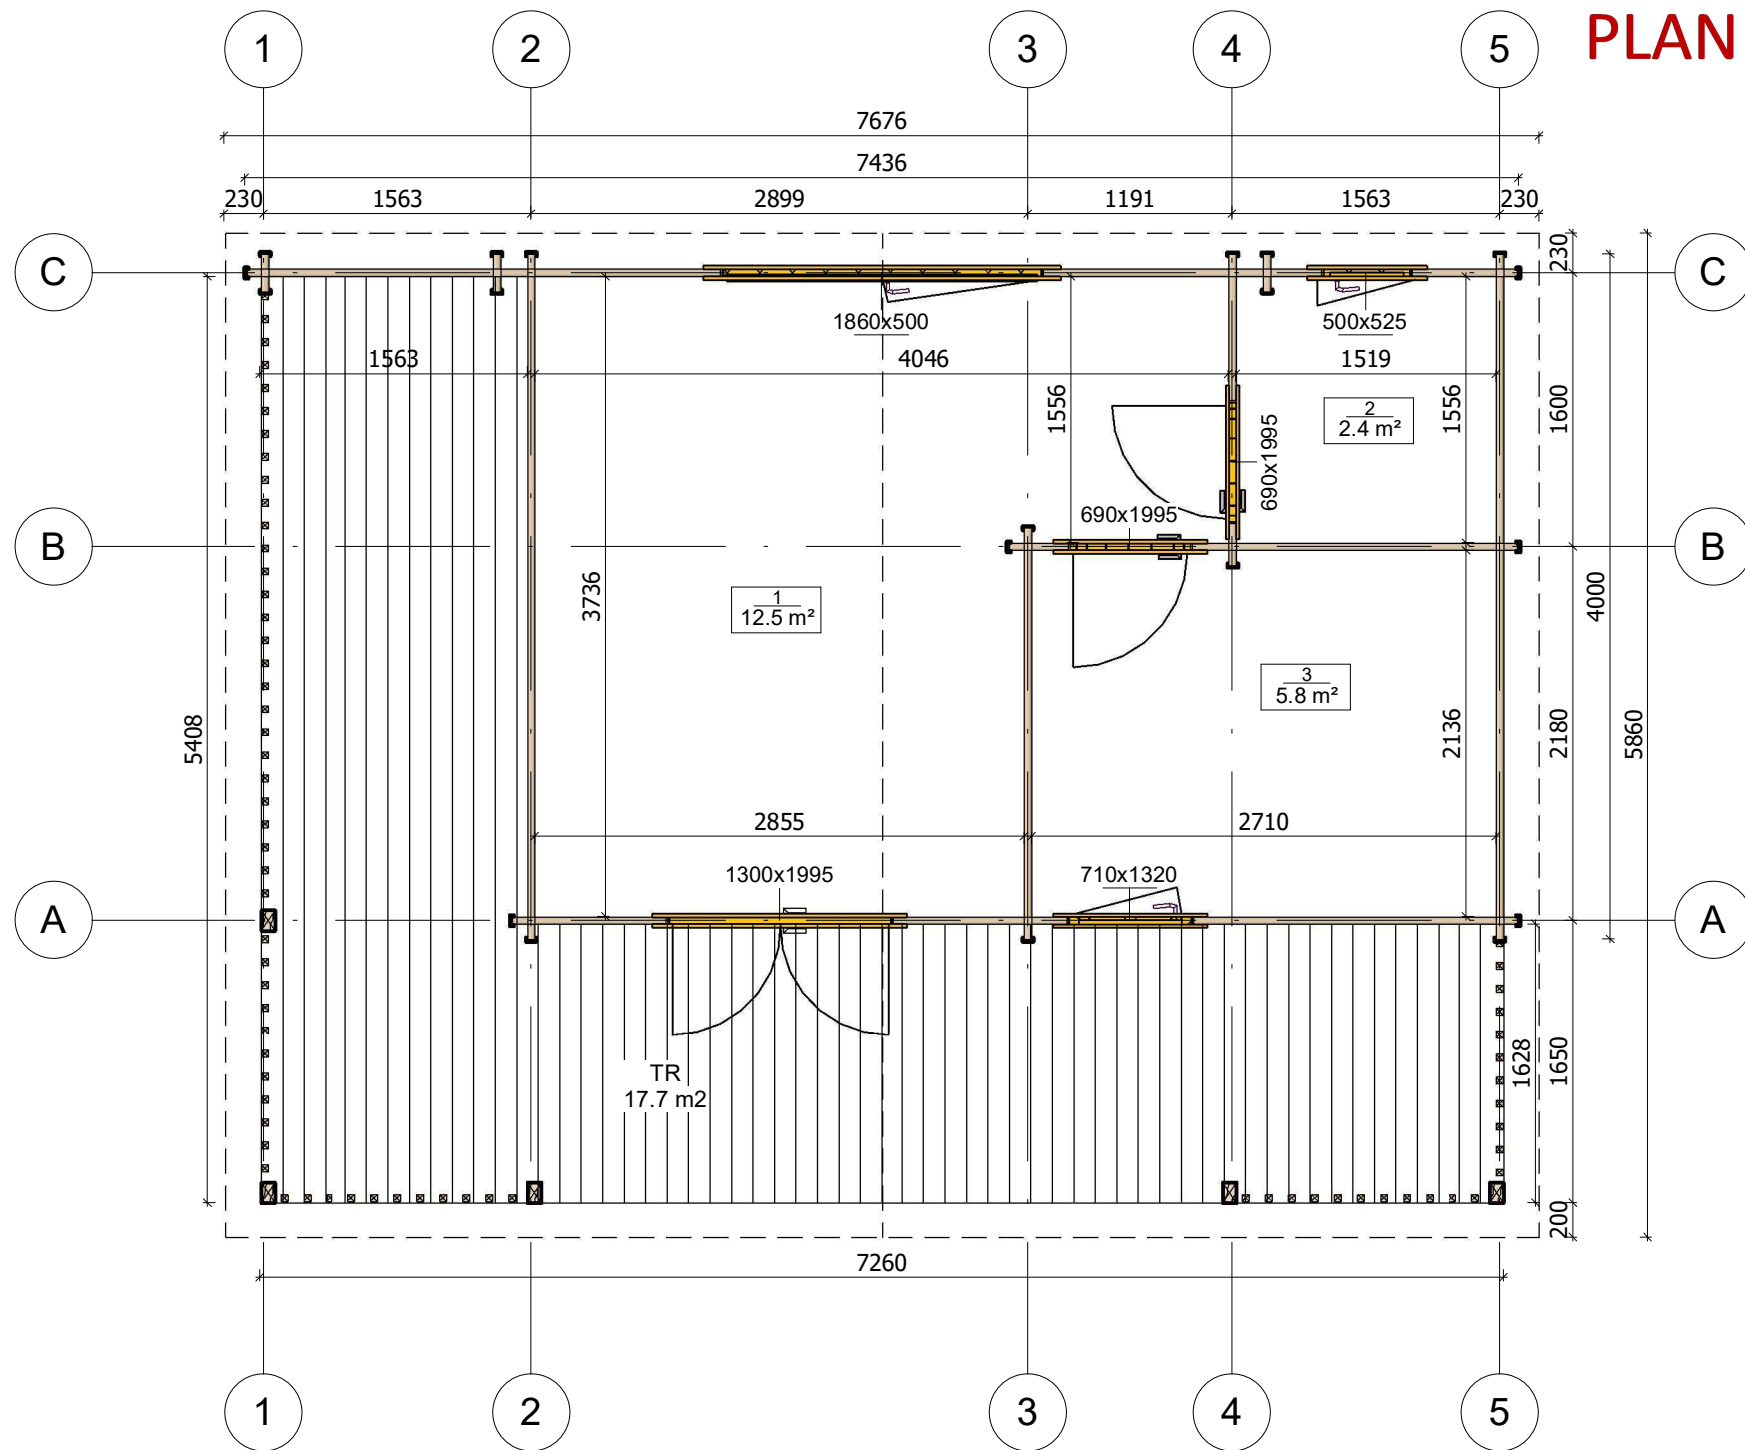 PLAN
1 2 3 4 5
7676
7436
230 1563 2899 1191 1563 230
C C
230
1860x500 500x525
1563 4046 1519
1556 1556 1600
2
2.4 m²
690x1995
690x1995
B B
3736
1
12.5 m²
4000
3
5.8 m²
5408 2136 2180 5860
2855 2710
1300x1995 710x1320
A A
TR
17.7 m2
1628 1650
200
7260
1 2 3 4 5